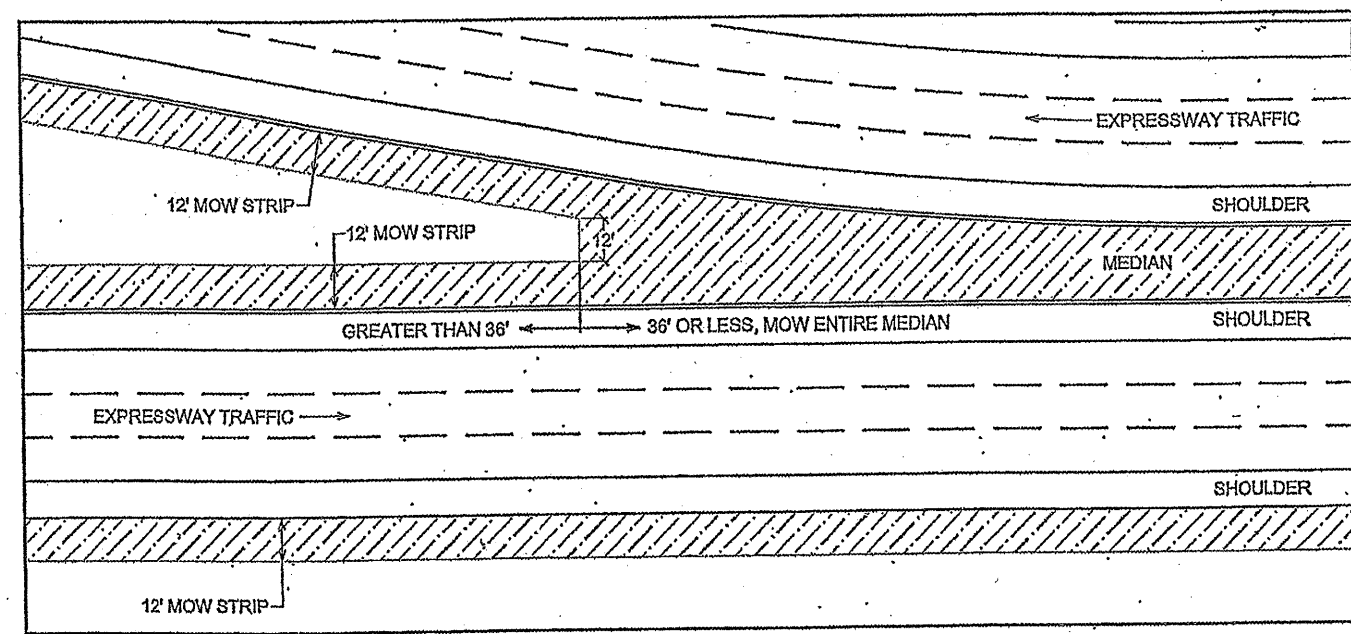 EXPRESSWAY TRAFFIC
12' MOW STRIP
SHOULDER
12' MOW STRIP
12'
MEDIAN
GREATER THAN 36'
36' OR LESS, MOW ENTIRE MEDIAN
SHOULDER
EXPRESSWAY TRAFFIC
SHOULDER
12' MOW STRIP